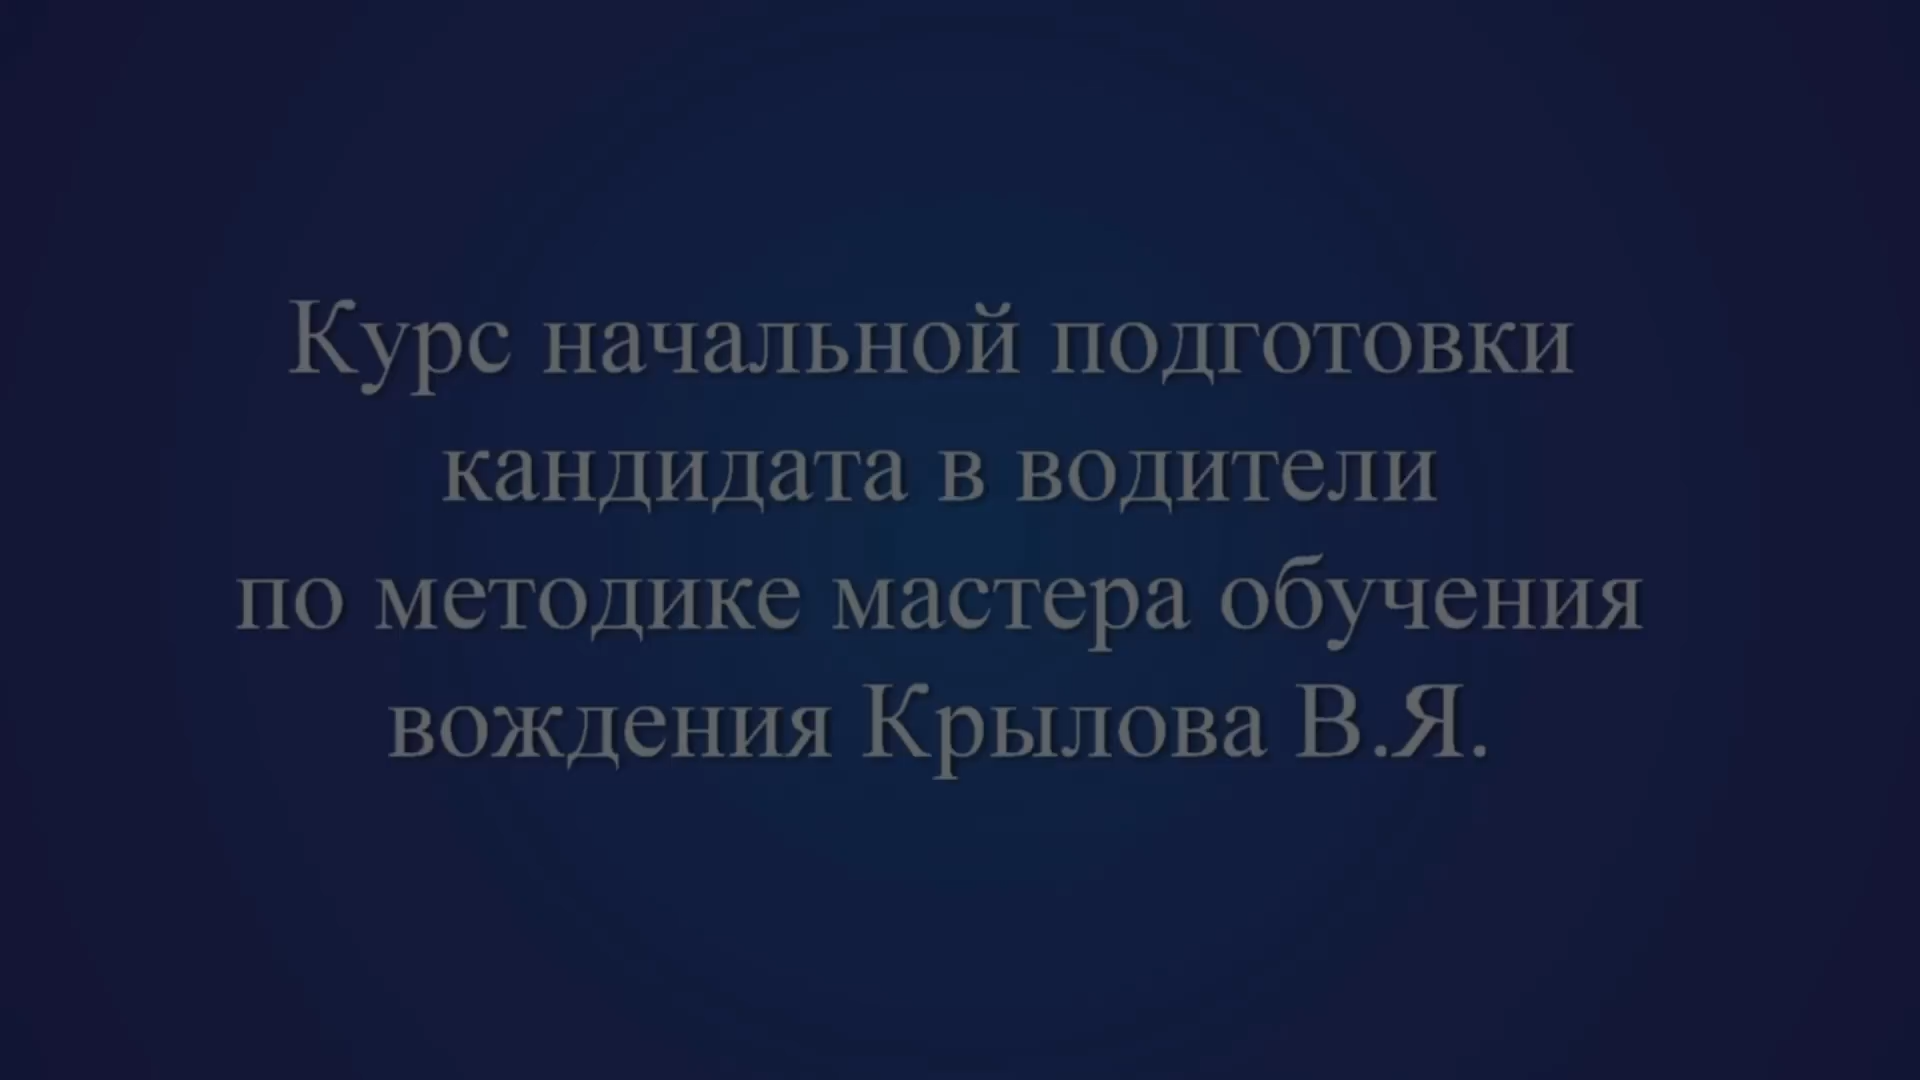 Курс начальной подготовки
кандидата в водители
по методике мастера обучения
вождения Крылова В.Я.